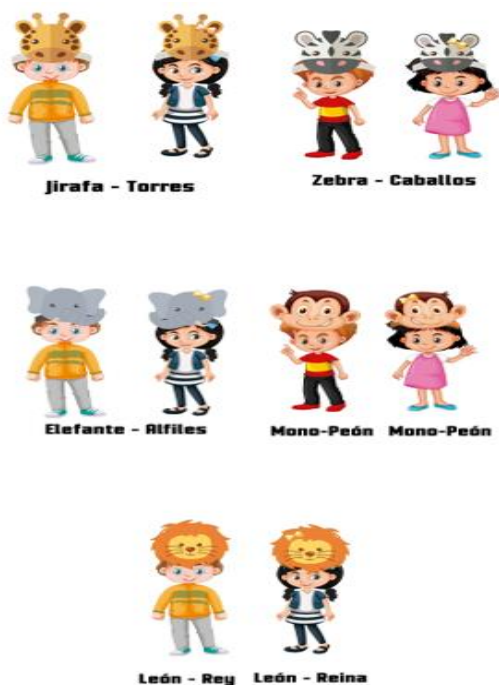 Jirafa - Torres
Zebra - Caballos
Elefante - Alfiles
Mono-Peón Mono-Peón
León - Rey León - Reina